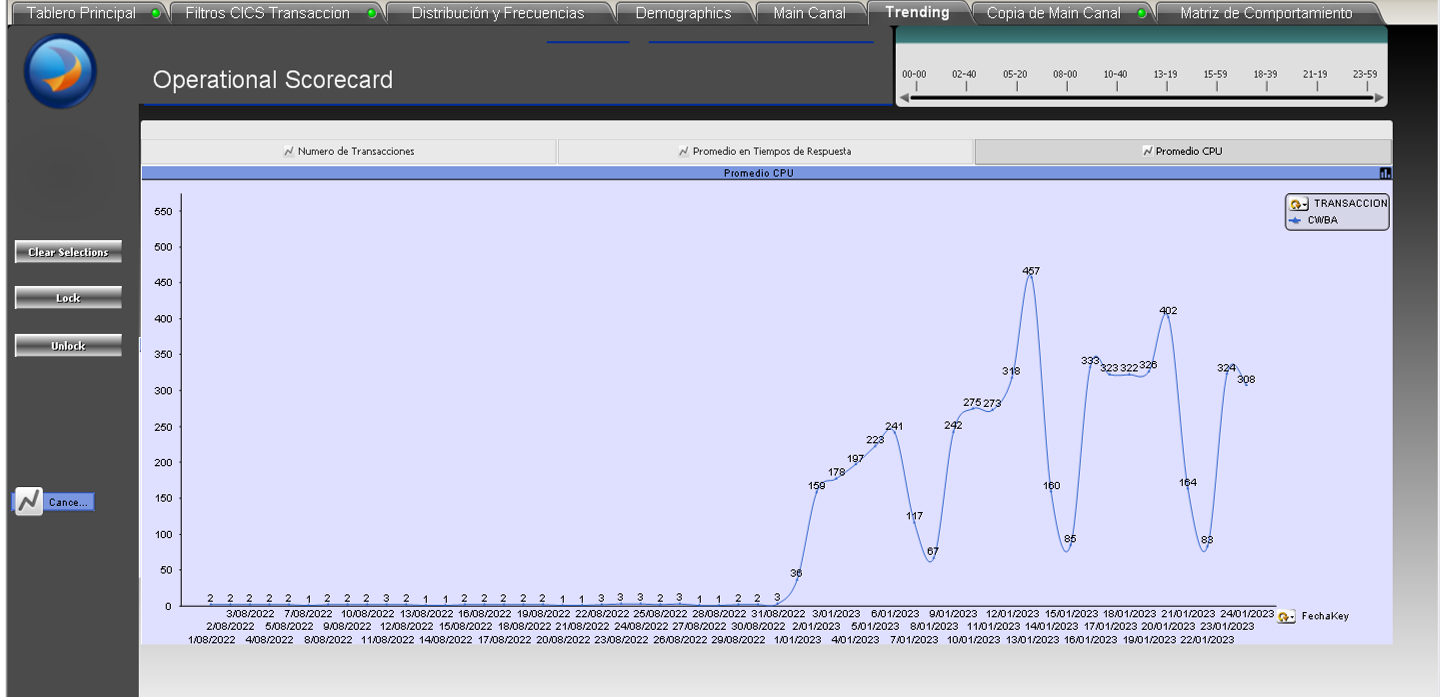 Tablero Principal Filtros CICS Transaccion Distribución y Frecuencias Demographics Main Canal Trending Copia de Main Canal Matriz de Comportamiento
Operational Scorecard
00-00 02-40 05-20 08-00 10-40 13-19 15-59 18-39 21-19 23-59
Numero de Transacciones Promedio en Tiempos de Respuesta Promedio CPU
Promedio CPU
TRANSACCION
CWBA
Clear Selections
Lock
Unlock
Cance...
550
500
450
400
350
300
250
200
150
100
50
0
2 2 2 2 2 1 2 2 2 3 2 1 1 2 2 2 2 2 1 1 3 3 3 2 3 1 1 2 2 3 36 159 178 197 223 241 117 67 242 275 273 318 457 160 85 333 323 322 326 402 164 83 324 308
3/08/2022 7/08/2022 10/08/2022 13/08/2022 16/08/2022 19/08/2022 22/08/2022 25/08/2022 28/08/2022 31/08/2022 3/01/2023 6/01/2023 9/01/2023 12/01/2023 15/01/2023 18/01/2023 21/01/2023 24/01/2023
2/08/2022 5/08/2022 9/08/2022 12/08/2022 15/08/2022 18/08/2022 21/08/2022 24/08/2022 27/08/2022 30/08/2022 2/01/2023 5/01/2023 8/01/2023 11/01/2023 14/01/2023 17/01/2023 20/01/2023 23/01/2023
1/08/2022 4/08/2022 8/08/2022 11/08/2022 14/08/2022 17/08/2022 20/08/2022 23/08/2022 26/08/2022 29/08/2022 1/01/2023 4/01/2023 7/01/2023 10/01/2023 13/01/2023 16/01/2023 19/01/2023 22/01/2023
FechaKey